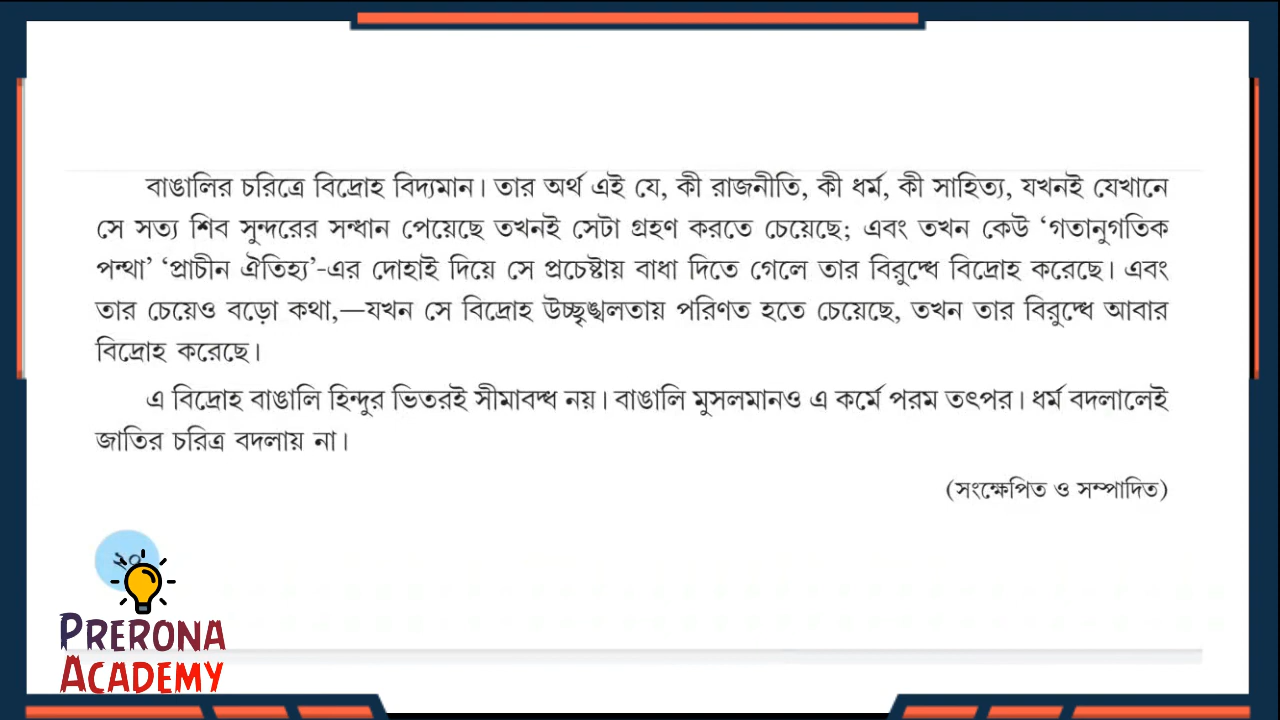 বাঙালির চরিত্রে বিদ্রোহ বিদ্যমান। তার অর্থ এই যে, কী রাজনীতি, কী ধর্ম, কী সাহিত্য, যখনই যেখানে
সে সত্য শিব সুন্দরের সন্ধান পেয়েছে তখনই সেটা গ্রহণ করতে চেয়েছে; এবং তখন কেউ ‘গতানুগতিক
পন্থা’ ‘প্রাচীন ঐতিহ্য’-এর দোহাই দিয়ে সে প্রচেষ্টায় বাধা দিতে গেলে তার বিরুদ্ধে বিদ্রোহ করেছে। এবং
তার চেয়েও বড়ো কথা,—যখন সে বিদ্রোহ উচ্ছৃঙ্খলতায় পরিণত হতে চেয়েছে, তখন তার বিরুদ্ধে আবার
বিদ্রোহ করেছে।
এ বিদ্রোহ বাঙালি হিন্দুর ভিতরই সীমাবদ্ধ নয়। বাঙালি মুসলমানও এ কর্মে পরম তৎপর। ধর্ম বদলালেই
জাতির চরিত্র বদলায় না।
(সংক্ষেপিত ও সম্পাদিত)
২০
PRERONA
ACADEMY